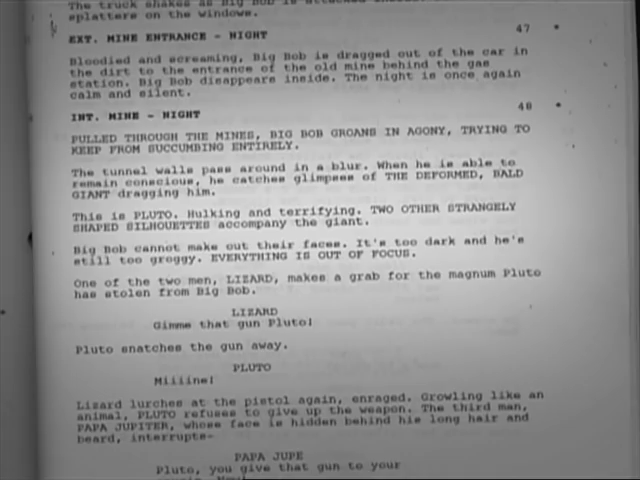 The truck shakes as Big Bob is attacked
splatters on the windows.
EXT. MINE ENTRANCE - NIGHT 47 *
Bloodied and screaming, Big Bob is dragged out of the car in
the dirt to the entrance of the old mine behind the gas
station. Big Bob disappears inside. The night is once again
calm and silent.
INT. MINE - NIGHT 48 *
PULLED THROUGH THE MINES, BIG BOB GROANS IN AGONY, TRYING TO
KEEP FROM SUCCUMBING ENTIRELY.
The tunnel walls pass around in a blur. When he is able to
remain conscious, he catches glimpses of THE DEFORMED, BALD
GIANT dragging him.
This is PLUTO. Hulking and terrifying. TWO OTHER STRANGELY
SHAPED SILHOUETTES accompany the giant.
Big Bob cannot make out their faces. It's too dark and he's
still too groggy. EVERYTHING IS OUT OF FOCUS.
One of the two men, LIZARD, makes a grab for the magnum Pluto
has stolen from Big Bob.
LIZARD
Gimme that gun Pluto!
Pluto snatches the gun away.
PLUTO
Miiiine!
Lizard lurches at the pistol again, enraged. Growling like an
animal, PLUTO refuses to give up the weapon. The third man,
PAPA JUPITER, whose face is hidden behind his long hair and
beard, interrupts-
PAPA JUPE
Pluto, you give that gun to your